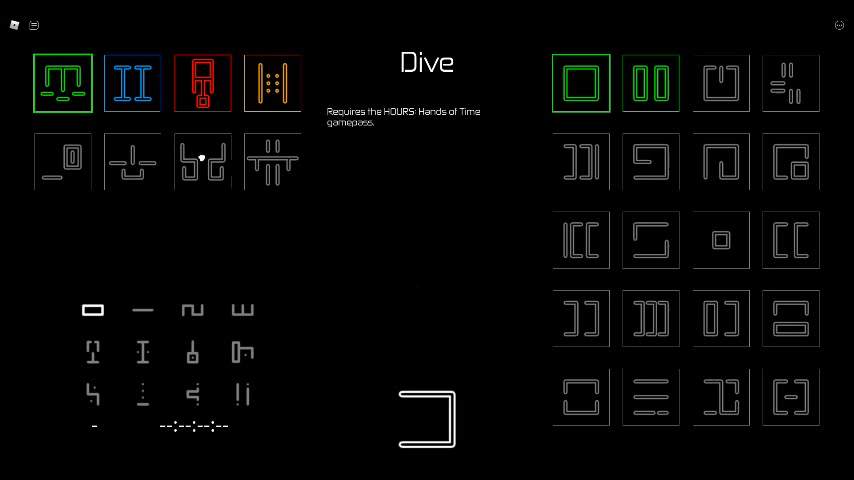 Dive
Requires the HOURS: Hands of Time
gamepass.
- --:--:--:--